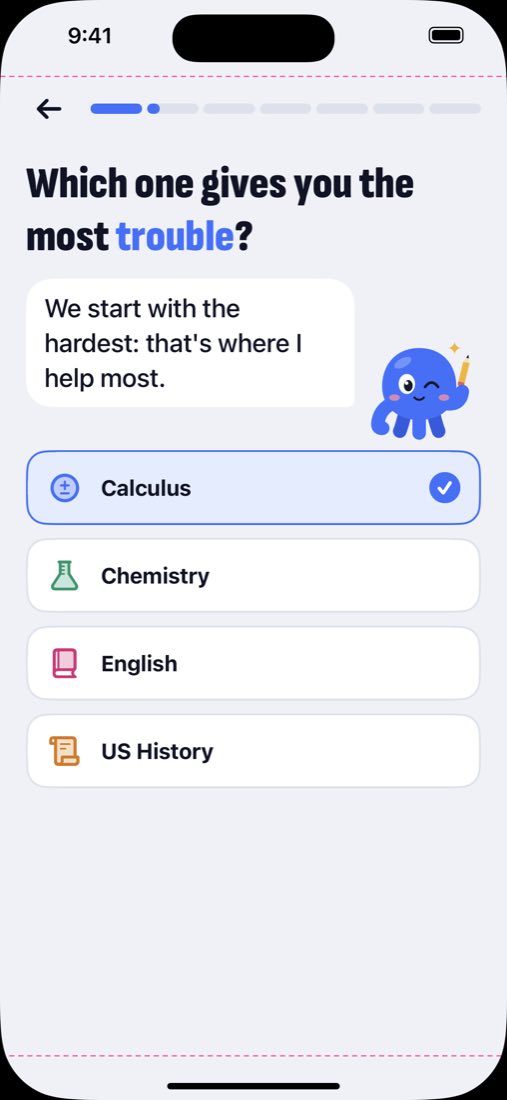 9:41
Which one gives you the
most trouble?
We start with the
hardest: that's where I
help most.
Calculus
Chemistry
English
US History